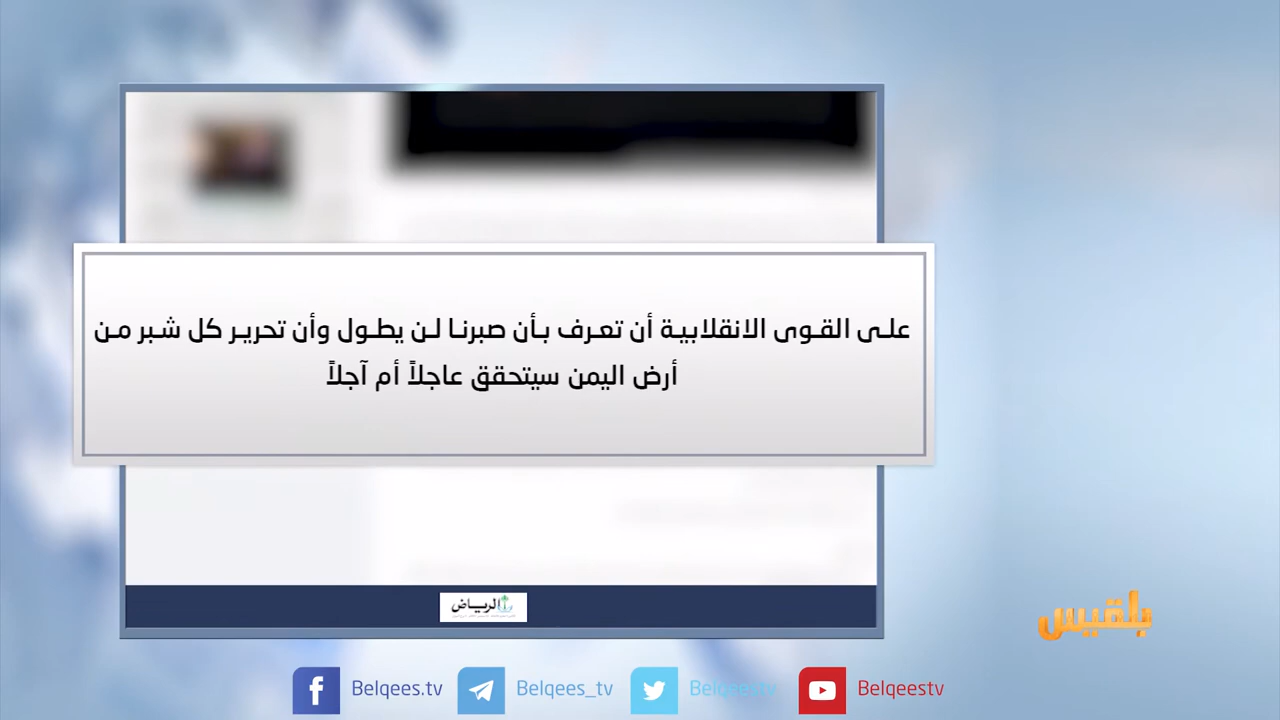 على القوى الانقلابية أن تعرف بأن صبرنا لن يطول وأن تحرير كل شبر من
أرض اليمن سيتحقق عاجلاً أم آجلاً
الرياض
بلقيس
Belqees.tv
Belqees_tv
Belqeestv
Belqeestv